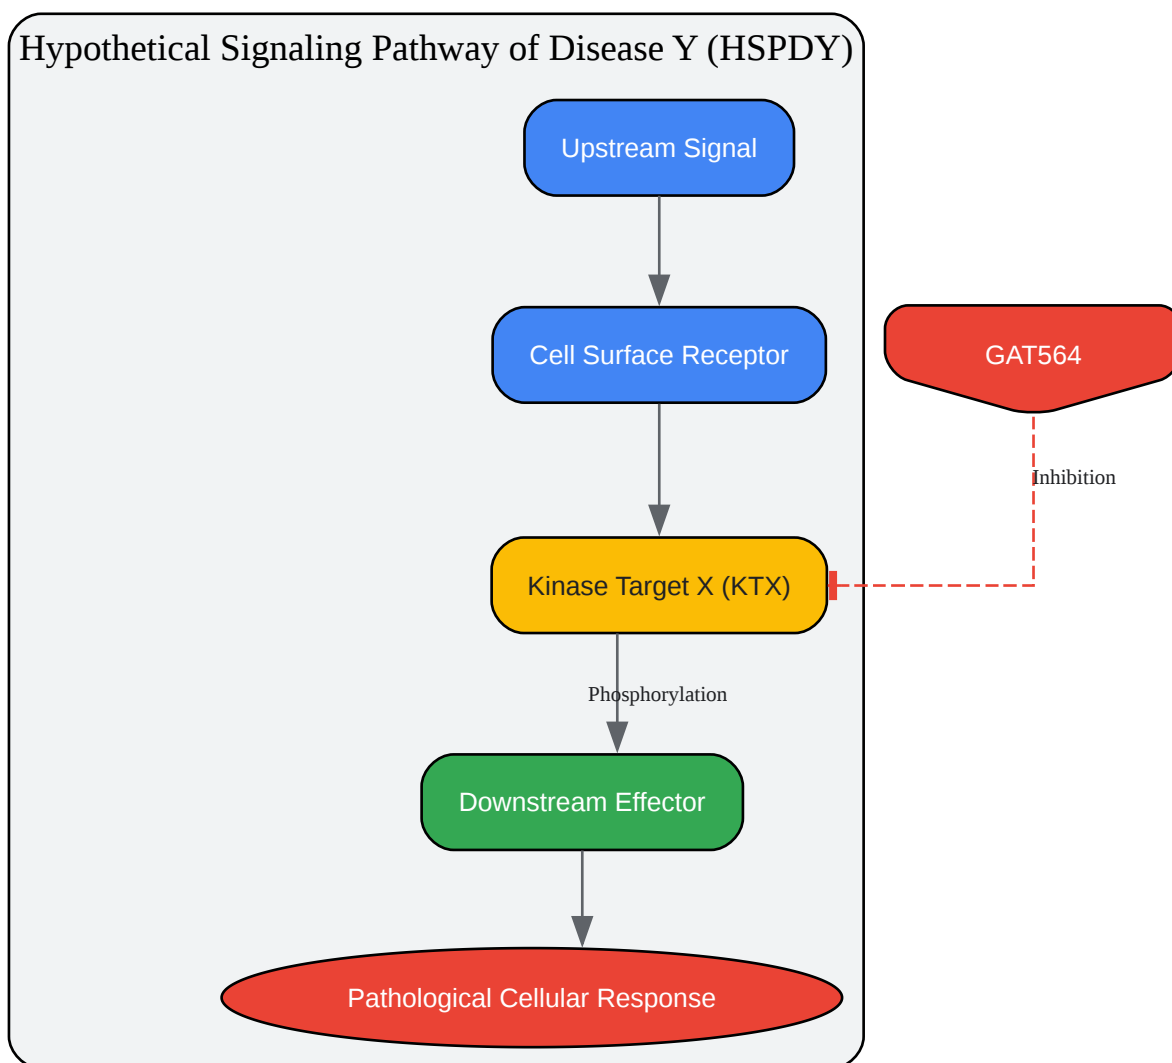 Hypothetical Signaling Pathway of Disease Y (HSPDY)
Upstream Signal
Cell Surface Receptor
GAT564
Inhibition
Kinase Target X (KTX)
Phosphorylation
Downstream Effector
Pathological Cellular Response